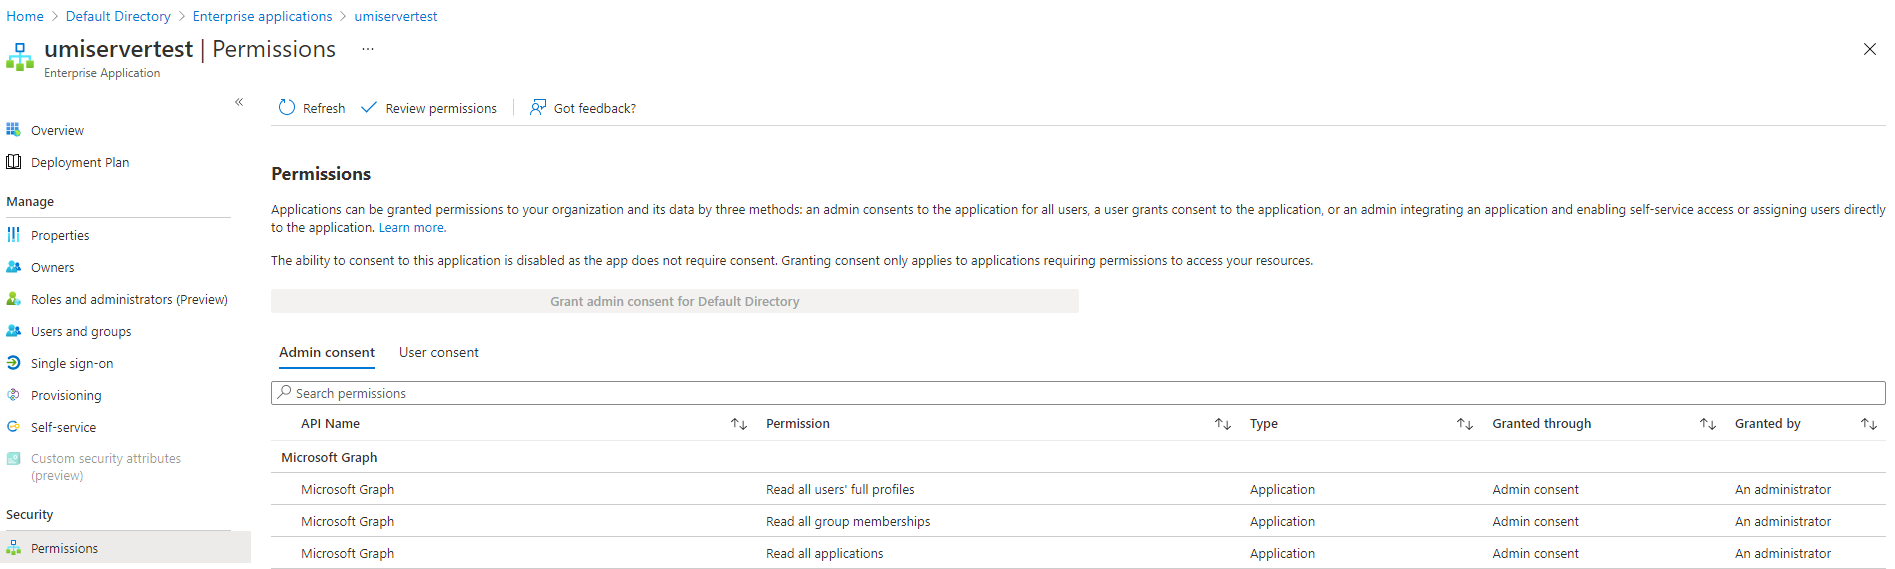 Home > Default Directory > Enterprise applications > umiservertest
umiservertest | Permissions ...
Enterprise Application
«
Overview
Deployment Plan
Manage
Properties
Owners
Roles and administrators (Preview)
Users and groups
Single sign-on
Provisioning
Self-service
Custom security attributes
(preview)
Security
Permissions
Refresh Review permissions Got feedback?
Permissions
Applications can be granted permissions to your organization and its data by three methods: an admin consents to the application for all users, a user grants consent to the application, or an admin integrating an application and enabling self-service access or assigning users directly
to the application. Learn more.
The ability to consent to this application is disabled as the app does not require consent. Granting consent only applies to applications requiring permissions to access your resources.
Grant admin consent for Default Directory
Admin consent User consent
Search permissions
API Name Permission Type Granted through Granted by
Microsoft Graph
Microsoft Graph Read all users' full profiles Application Admin consent An administrator
Microsoft Graph Read all group memberships Application Admin consent An administrator
Microsoft Graph Read all applications Application Admin consent An administrator